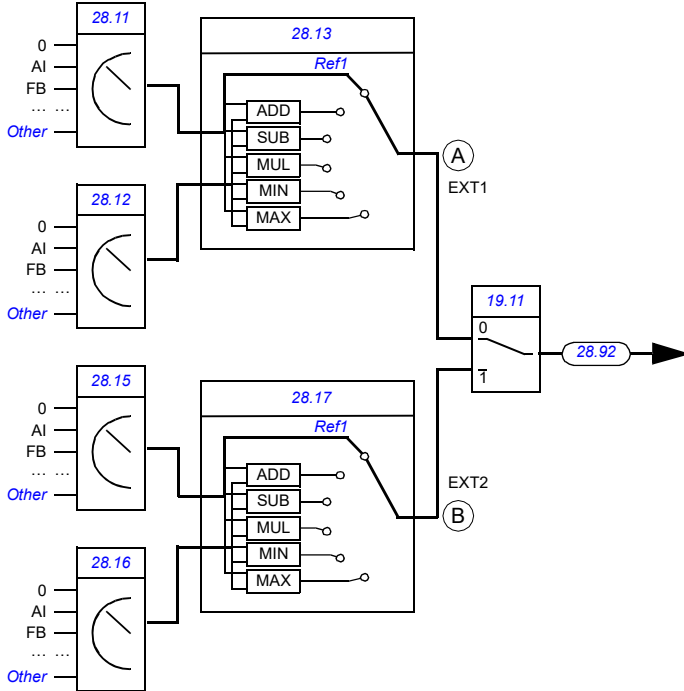 28.11
0
AI
FB
... ...
Other
28.12
0
AI
FB
... ...
Other
28.13
Ref1
ADD
SUB
MUL
MIN
MAX
A
EXT1
19.11
0
1
28.92
28.15
0
AI
FB
... ...
Other
28.16
0
AI
FB
... ...
Other
28.17
Ref1
ADD
SUB
MUL
MIN
MAX
EXT2
B